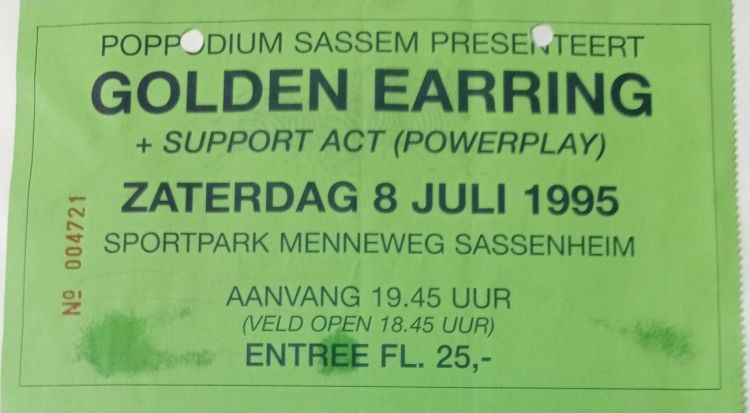 POPPODIUM SASSEM PRESENTEERT
GOLDEN EARRING
+ SUPPORT ACT (POWERPLAY)
ZATERDAG 8 JULI 1995
SPORTPARK MENNEWEG SASSENHEIM
AANVANG 19.45 UUR
(VELD OPEN 18.45 UUR)
ENTREE FL. 25,-
Nº 004721